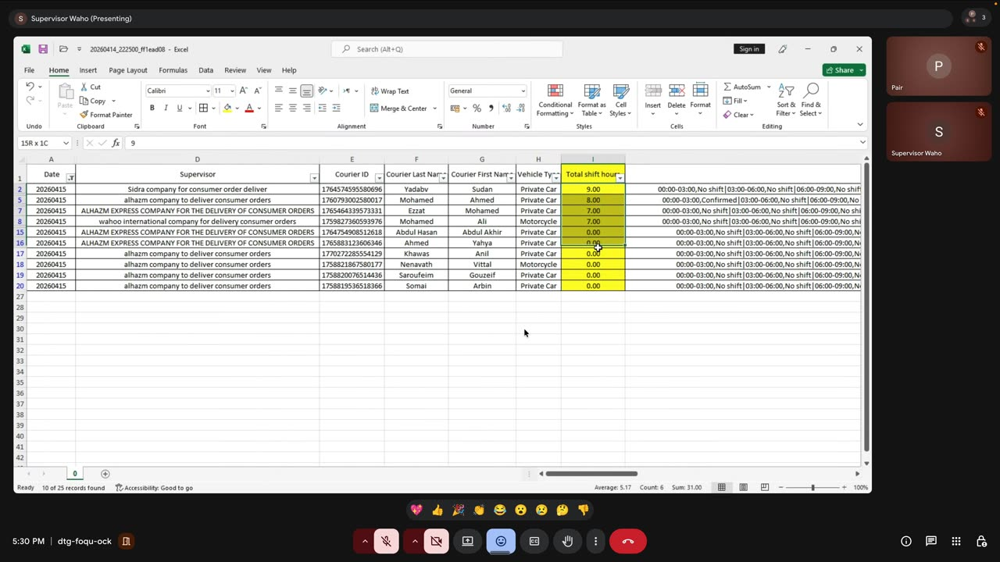 S Supervisor Waho (Presenting)
P 3
20260414_222500_ff1ead08 - Excel
Search (Alt+Q)
Sign in
File Home Insert Page Layout Formulas Data Review View Help
Share
Cut
Copy
Format Painter
Paste
Calibri 11
Wrap Text
Merge & Center
General
Conditional Formatting
Format as Table
Cell Styles
Insert Delete Format
AutoSum
Fill
Clear
Sort & Filter
Find & Select
Undo Clipboard Font Alignment Number Styles Cells Editing
15R x 1C fx 9
A D E F G H I
1 Date Supervisor Courier ID Courier Last Nam Courier First Nam Vehicle Typ Total shift hour
2 20260415 Sidra company for consumer order deliver 1764574595580696 Yadabv Sudan Private Car 9.00 00:00-03:00,No shift|03:00-06:00,No shift|06:00-09:00,No shift
5 20260415 alhazm company to deliver consumer orders 1760793002580017 Mohamed Ahmed Private Car 8.00 00:00-03:00,Confirmed|03:00-06:00,No shift|06:00-09:00,No
7 20260415 ALHAZM EXPRESS COMPANY FOR THE DELIVERY OF CONSUMER ORDERS 1765464339573331 Ezzat Mohamed Private Car 7.00 00:00-03:00,No shift|03:00-06:00,No shift|06:00-09:00,No shi
8 20260415 wahoo international company for delivery consumer orders 1759827360593976 Mohamed Ali Motorcycle 7.00 00:00-03:00,No shift|03:00-06:00,No shift|06:00-09:00,No shi
15 20260415 ALHAZM EXPRESS COMPANY FOR THE DELIVERY OF CONSUMER ORDERS 1764754908512618 Abdul Hasan Abdul Akhir Private Car 0.00 00:00-03:00,No shift|03:00-06:00,No shift|06:00-09:00,No
16 20260415 ALHAZM EXPRESS COMPANY FOR THE DELIVERY OF CONSUMER ORDERS 1765883123606346 Ahmed Yahya Private Car 0.00 00:00-03:00,No shift|03:00-06:00,No shift|06:00-09:00,No
17 20260415 alhazm company to deliver consumer orders 1770272285554129 Khawas Anil Private Car 0.00 00:00-03:00,No shift|03:00-06:00,No shift|06:00-09:00,No
18 20260415 alhazm company to deliver consumer orders 1758821867580177 Nenavath Vittal Motorcycle 0.00 00:00-03:00,No shift|03:00-06:00,No shift|06:00-09:00,No
19 20260415 alhazm company to deliver consumer orders 1758820076514436 Saroufeim Gouzeif Private Car 0.00 00:00-03:00,No shift|03:00-06:00,No shift|06:00-09:00,No
20 20260415 alhazm company to deliver consumer orders 1758819536518366 Somai Arbin Private Car 0.00 00:00-03:00,No shift|03:00-06:00,No shift|06:00-09:00,No
27
28
29
30
31
32
33
34
35
36
37
38
39
40
41
42
0
Ready 10 of 25 records found Accessibility: Good to go Average: 5.17 Count: 6 Sum: 31.00 100%
P
Pair
S
Supervisor Waho
5:30 PM | dtg-foqu-ock